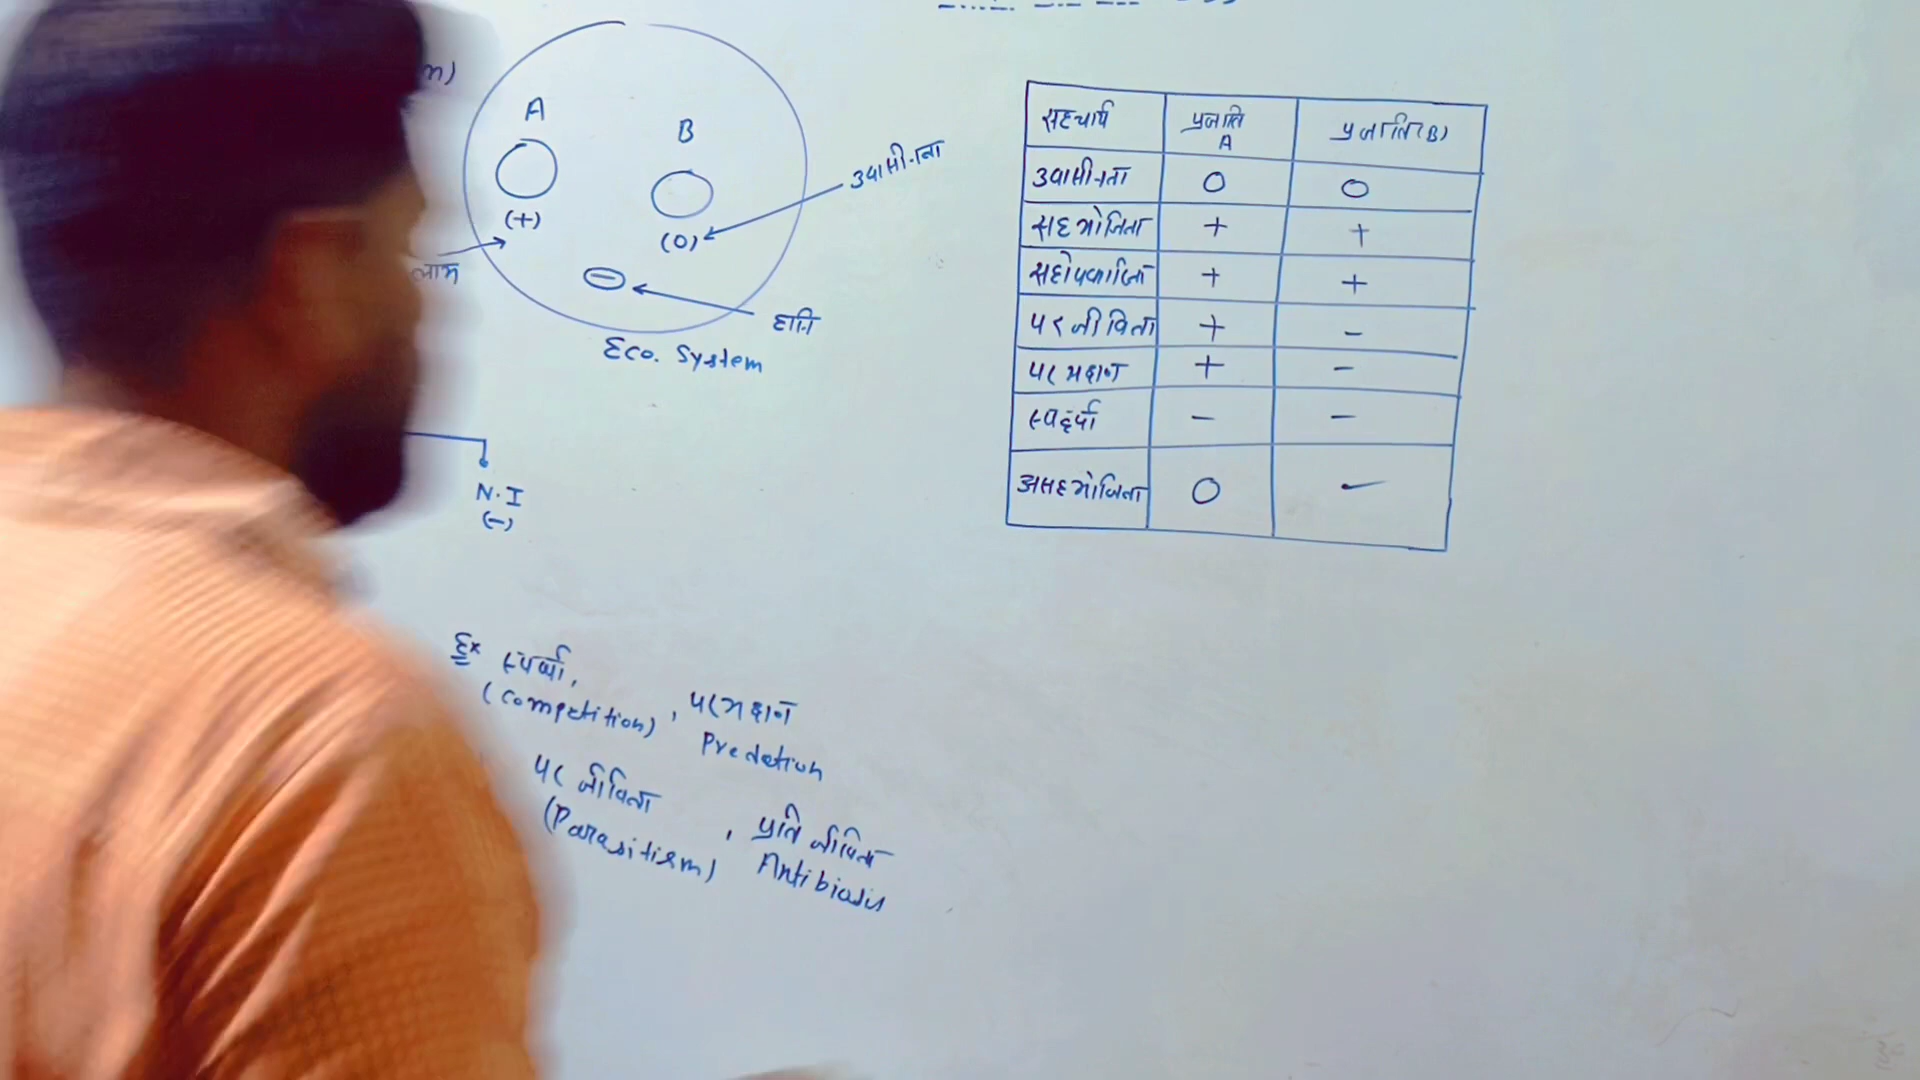 A
B
(+)
(0)
उदासीनता
लाभ
हानि
Eco. System
सहचार्य प्रजाति A प्रजाति (B)
उदासीनता 0 0
सहभोजिता + +
सहोपकारिता + +
परजीविता + -
परभक्षण + -
स्पर्द्धा - -
असहभोजिता 0 -
N.I
(-)
Ex स्पर्धा,
(Competition), परभक्षण
Predetion
परजीविता
(Parasitism), प्रतिजीविता
Antibiosis